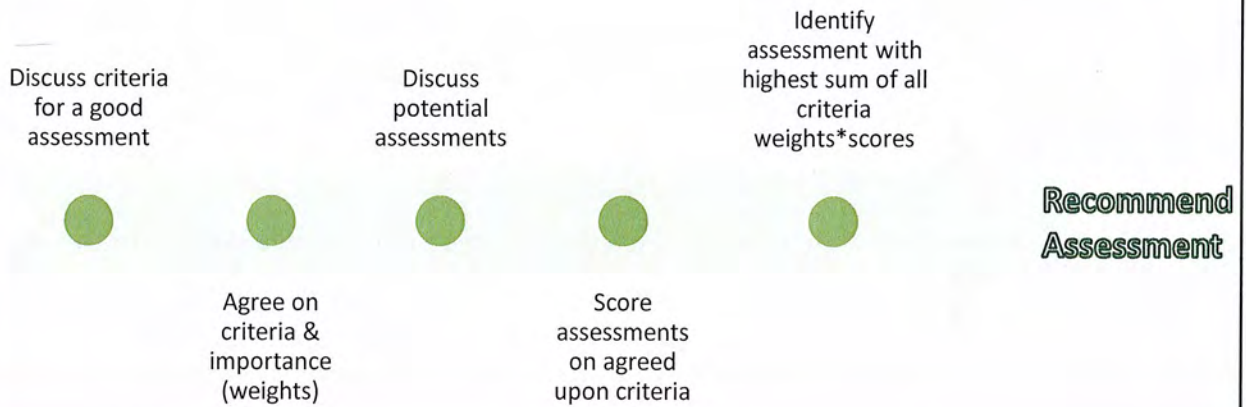 Discuss criteria
for a good
assessment
Agree on
criteria &
importance
(weights)
Discuss
potential
assessments
Score
assessments
on agreed
upon criteria
Identify
assessment with
highest sum of all
criteria
weights*scores
Recommend
Assessment